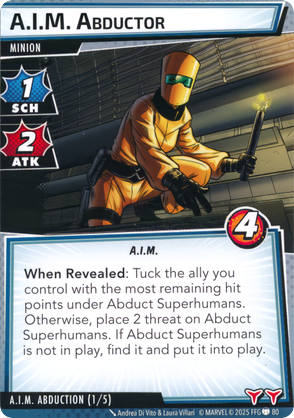 A.I.M. Abductor
MINION
1
SCH
2
ATK
A.I.M.
4
When Revealed: Tuck the ally you
control with the most remaining hit
points under Abduct Superhumans.
Otherwise, place 2 threat on Abduct
Superhumans. If Abduct Superhumans
is not in play, find it and put it into play.
A.I.M. ABDUCTION (1/5)
Andrea Di Vito & Laura Villari © MARVEL © 2025 FFG 80